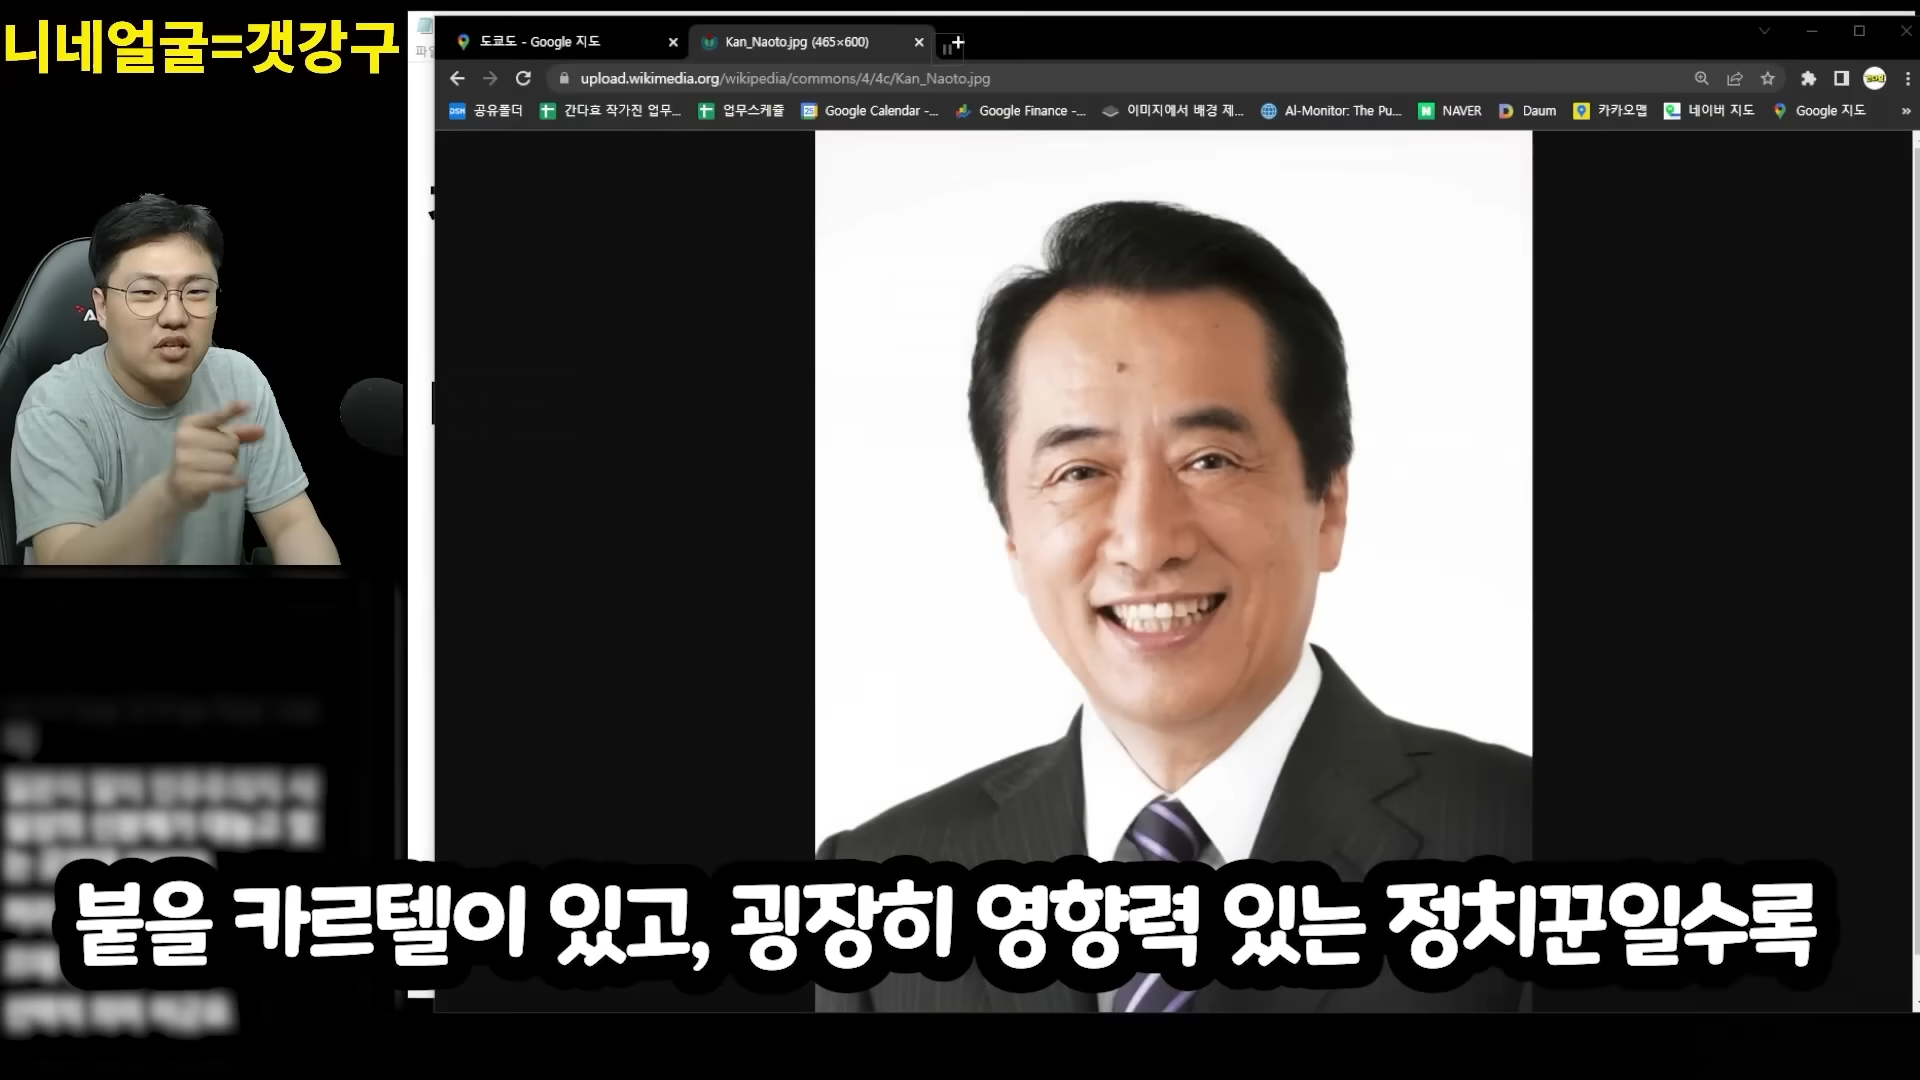 니네얼굴=갯강구
도쿄도 - Google 지도
Kan_Naoto.jpg (465×600)
upload.wikimedia.org/wikipedia/commons/4/4c/Kan_Naoto.jpg
공유폴더
간다효 작가진 업무...
업무스케쥴
Google Calendar -...
Google Finance -...
이미지에서 배경 제...
Al-Monitor: The Pu...
NAVER
Daum
카카오맵
네이버 지도
Google 지도
붙을 카르텔이 있고, 굉장히 영향력 있는 정치꾼일수록